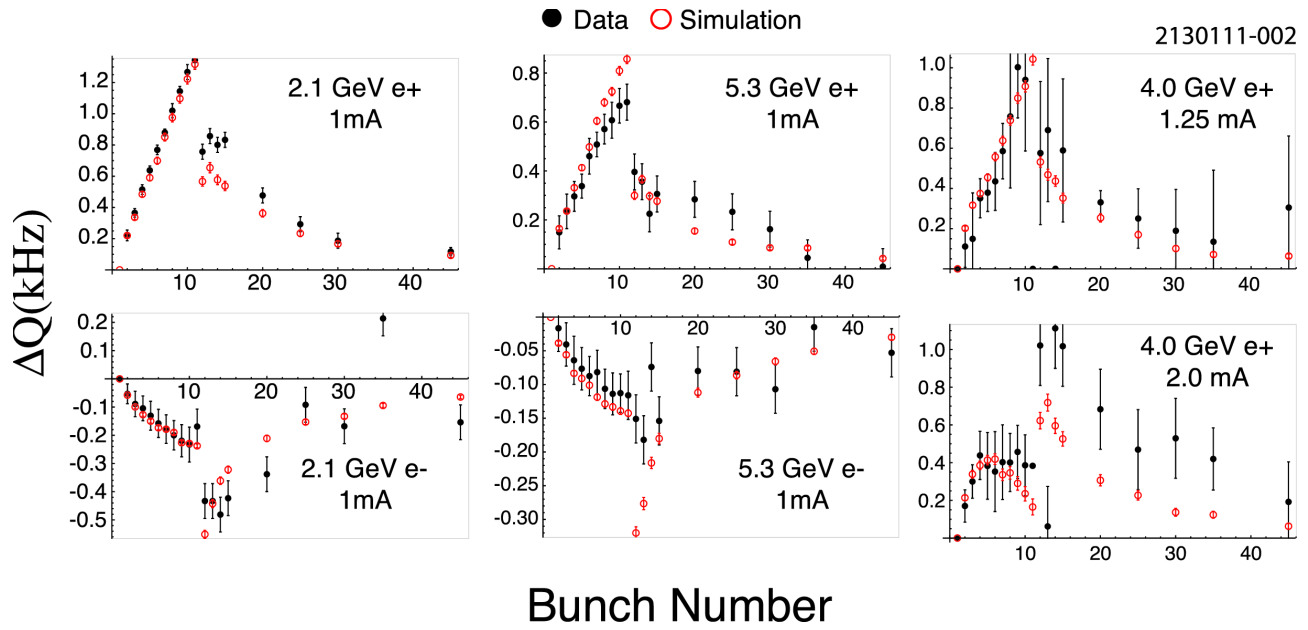 Data Simulation
2130111-002
ΔQ(kHz)
2.1 GeV e+
1mA
1.2
1.0
0.8
0.6
0.4
0.2
10 20 30 40
5.3 GeV e+
1mA
0.8
0.6
0.4
0.2
10 20 30 40
4.0 GeV e+
1.25 mA
1.0
0.8
0.6
0.4
0.2
10 20 30 40
2.1 GeV e-
1mA
0.2
0.1
-0.1
-0.2
-0.3
-0.4
-0.5
10 20 30 40
5.3 GeV e-
1mA
-0.05
-0.10
-0.15
-0.20
-0.25
-0.30
10 20 30 40
4.0 GeV e+
2.0 mA
1.0
0.8
0.6
0.4
0.2
10 20 30 40
Bunch Number